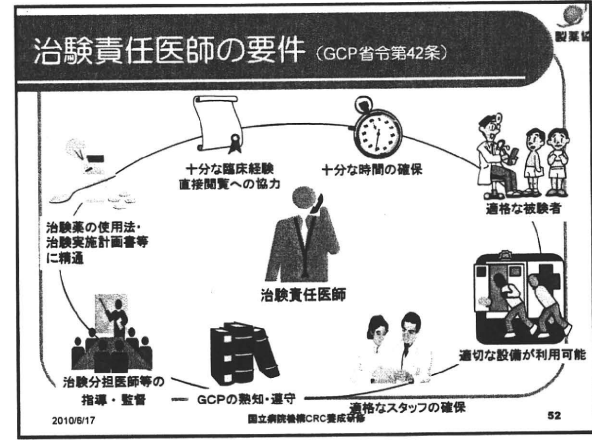 製薬協
治験責任医師の要件(GCP省令第42条)
十分な臨床経験
直接閲覧への協力
十分な時間の確保
適格な被験者
治験薬の使用法・
治験実施計画書等
に精通
治験責任医師
適切な設備が利用可能
治験分担医師等の
指導・監督
GCPの熟知・遵守
適格なスタッフの確保
2010/6/17
国立病院機構CRC養成研修
52